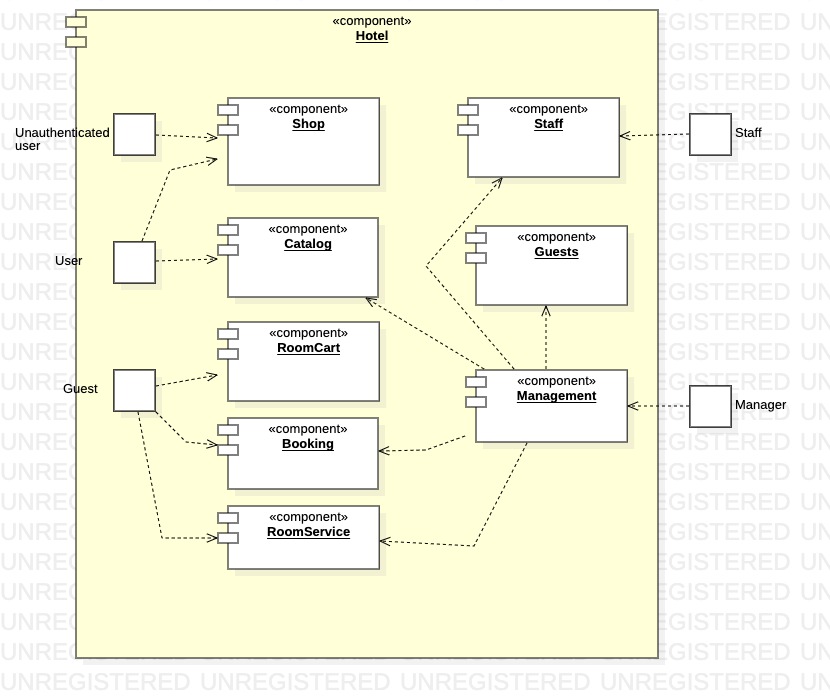 «component»
Hotel
«component»
Shop
«component»
Staff
Unauthenticated
user
Staff
«component»
Catalog
«component»
Guests
User
«component»
RoomCart
«component»
Management
Guest
Manager
«component»
Booking
«component»
RoomService
UNREGISTERED UNREGISTERED UNREGISTERED UNREGISTERED UN